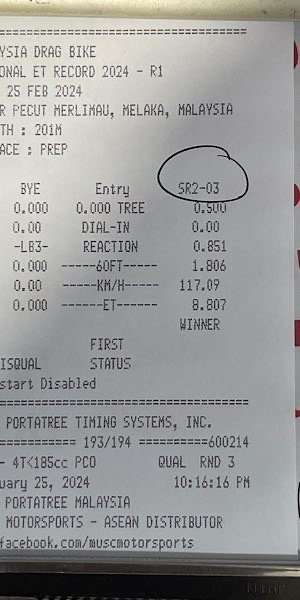 ==============================
YSIA DRAG BIKE
ONAL ET RECORD 2024 - R1
25 FEB 2024
R PECUT MERLIMAU, MELAKA, MALAYSIA
TH : 201M
ACE : PREP
BYE Entry SR2-03
0.000 0.000 TREE 0.500
0.00 DIAL-IN 0.00
-LB3- REACTION 0.851
0.000 -----60FT----- 1.806
0.00 -----KM/H----- 117.09
0.000 ------ET------ 8.807
WINNER
FIRST
ISQUAL STATUS
start Disabled
==============================
PORTATREE TIMING SYSTEMS, INC.
=========== 193/194 ==========600214
- 4T<185cc PCO QUAL RND 3
uary 25, 2024 10:16:16 PM
PORTATREE MALAYSIA
MOTORSPORTS - ASEAN DISTRIBUTOR
facebook.com/muscmotorsports